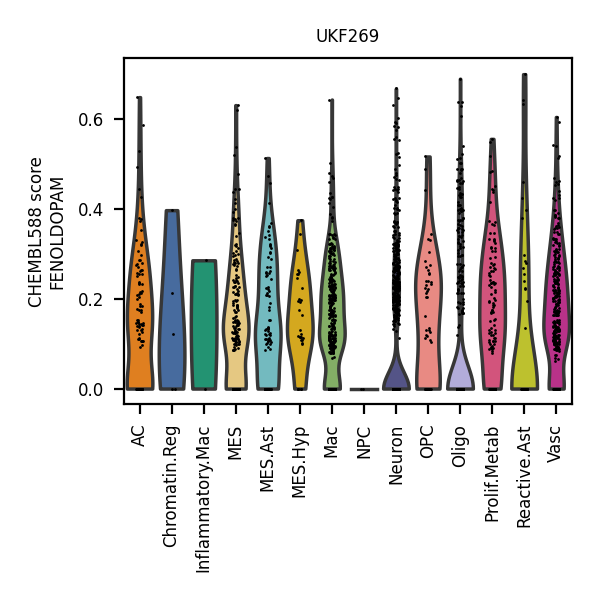 UKF269
CHEMBL588 score
FENOLDOPAM
0.6
0.4
0.2
0.0
AC
Chromatin.Reg
Inflammatory.Mac
MES
MES.Ast
MES.Hyp
Mac
NPC
Neuron
OPC
Oligo
Prolif.Metab
Reactive.Ast
Vasc